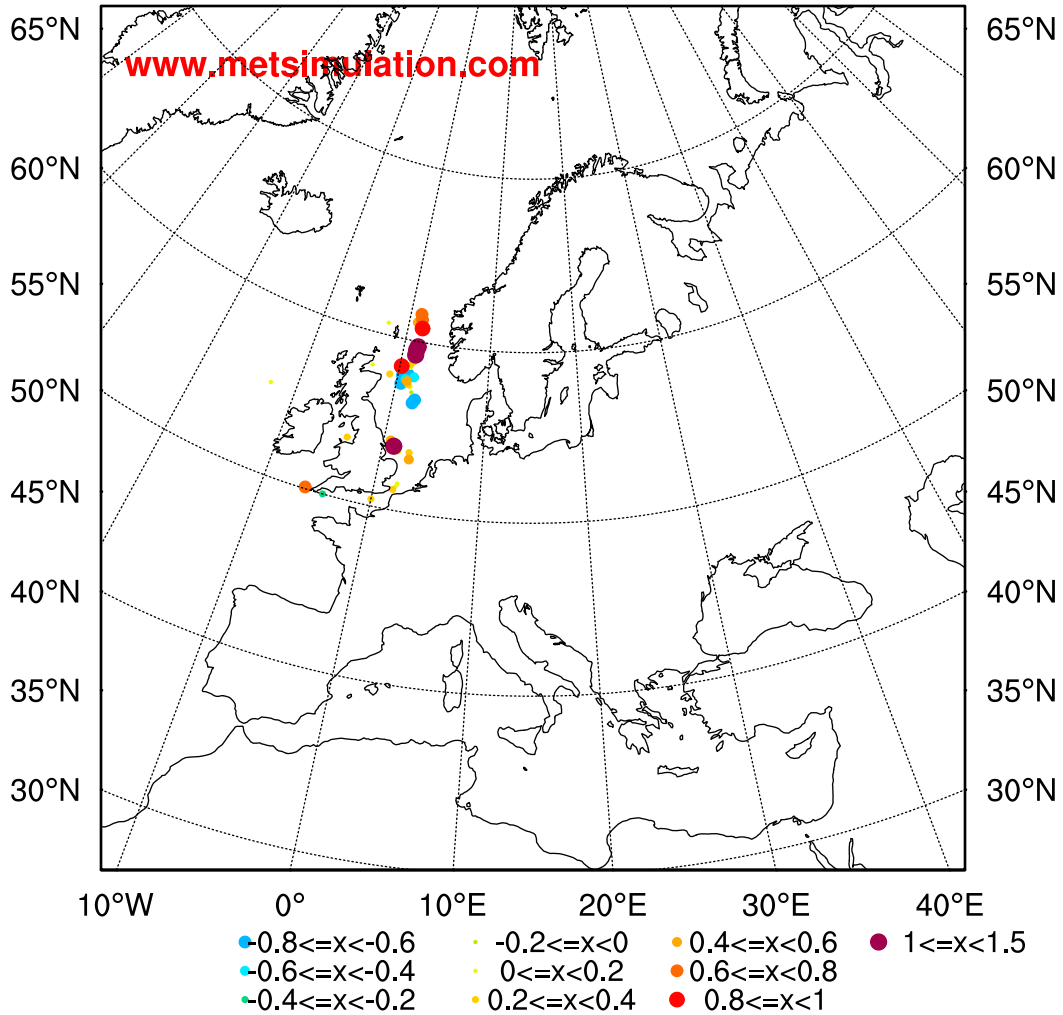 65°N 65°N
www.metsimulation.com
60°N 60°N
55°N 55°N
50°N 50°N
45°N 45°N
40°N 40°N
35°N 35°N
30°N 30°N
10°W 0° 10°E 20°E 30°E 40°E
-0.8<=x<-0.6 -0.2<=x<0 0.4<=x<0.6 1<=x<1.5
-0.6<=x<-0.4 0<=x<0.2 0.6<=x<0.8
-0.4<=x<-0.2 0.2<=x<0.4 0.8<=x<1